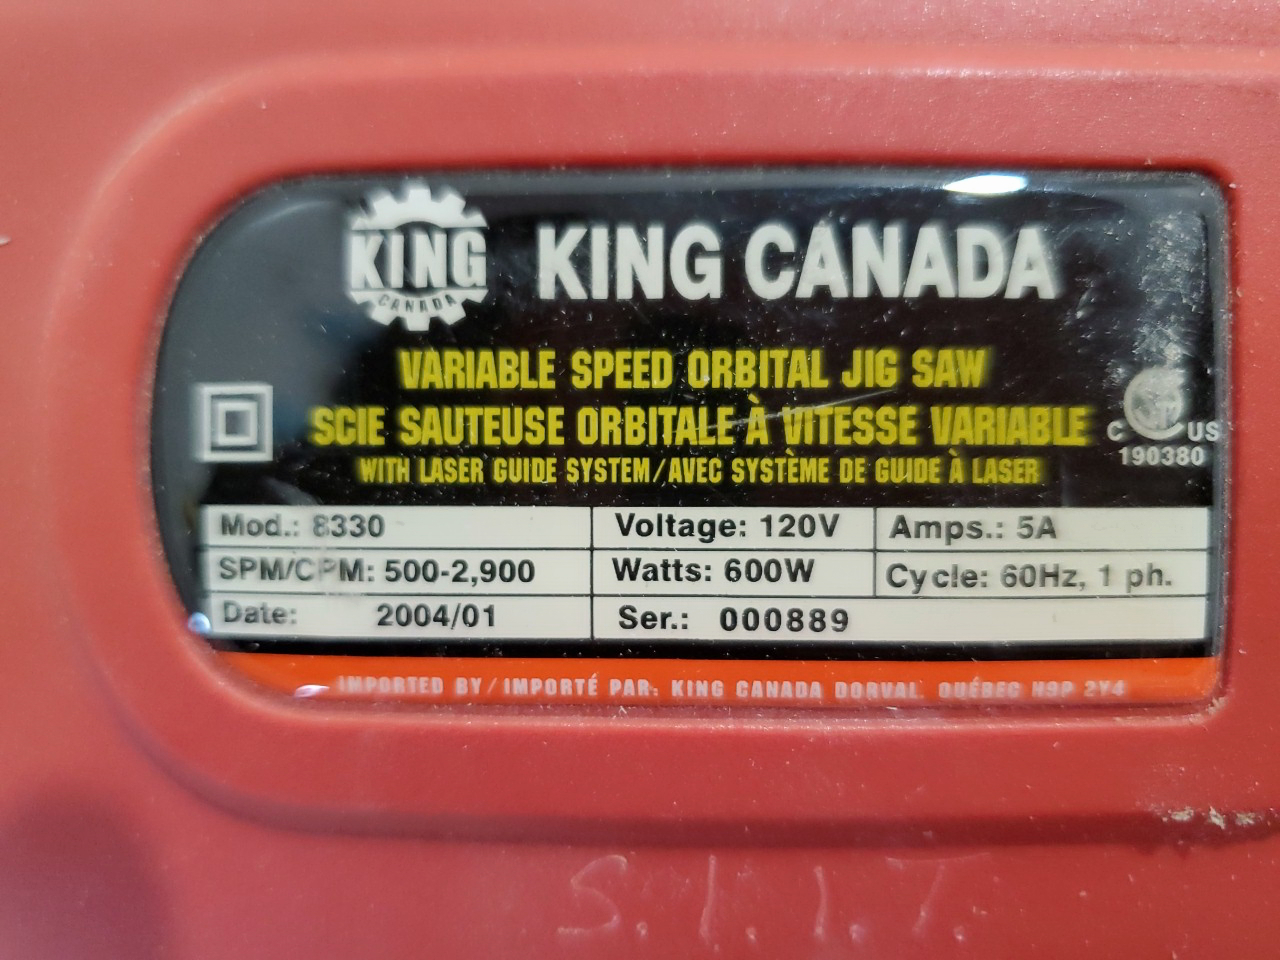 KING
CANADA
KING CANADA
VARIABLE SPEED ORBITAL JIG SAW
SCIE SAUTEUSE ORBITALE À VITESSE VARIABLE
WITH LASER GUIDE SYSTEM/AVEC SYSTÈME DE GUIDE À LASER
C US
190380
Mod.: 8330 Voltage: 120V Amps.: 5A
SPM/CPM: 500-2,900 Watts: 600W Cycle: 60Hz, 1 ph.
Date: 2004/01 Ser.: 000889
IMPORTED BY/IMPORTÉ PAR: KING CANADA DORVAL, QUÉBEC H9P 2Y4
S.I.I.T.